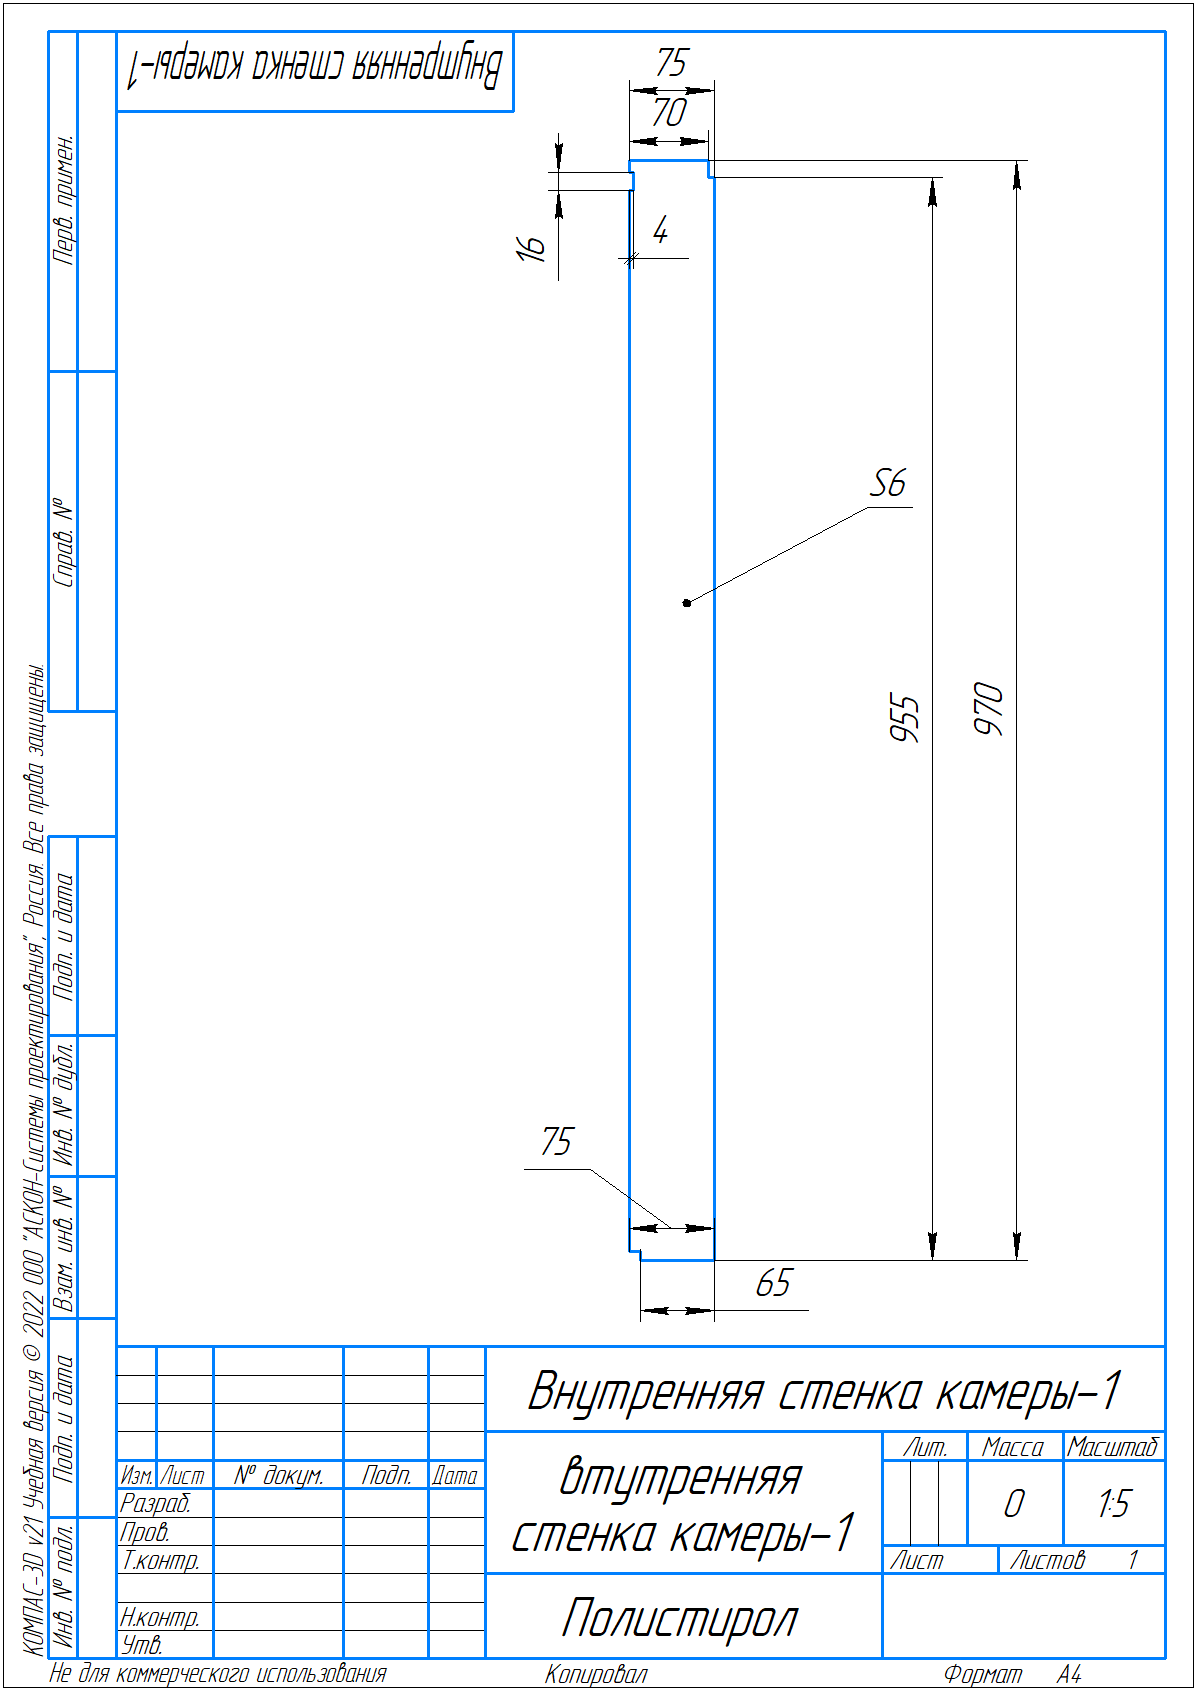 Внутренняя стенка камеры-1
75
70
16
4
S6
955
970
75
65
Перв. примен.
Справ. №
Подп. и дата
Инв. № дубл.
Взам. инв. №
Подп. и дата
Инв. № подл.
КОМПАС-3D v21 Учебная версия © 2022 ООО "АСКОН-Системы проектирования", Россия. Все права защищены.
Внутренняя стенка камеры-1
Изм. Лист № докум. Подп. Дата
Разраб.
Пров.
Т.контр.
Н.контр.
Утв.
втутренняя
стенка камеры-1
Лит. Масса Масштаб
0 1:5
Лист Листов 1
Полистирол
Не для коммерческого использования Копировал Формат А4